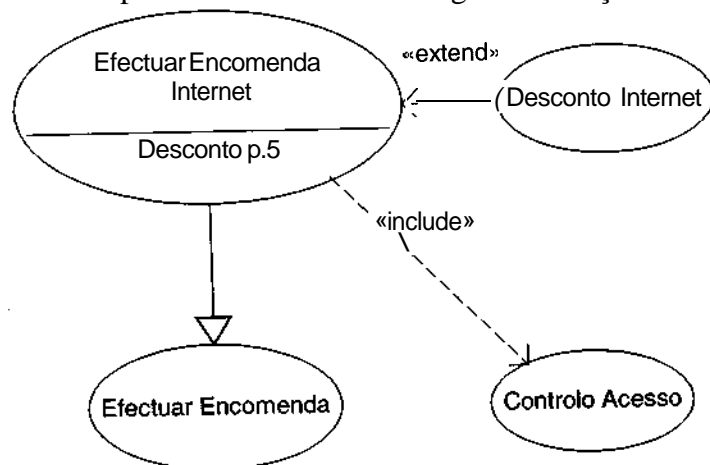 Efectuar Encomenda
Internet
Desconto p.5
«extend»
Desconto Internet
«include»
Efectuar Encomenda
Controlo Acesso